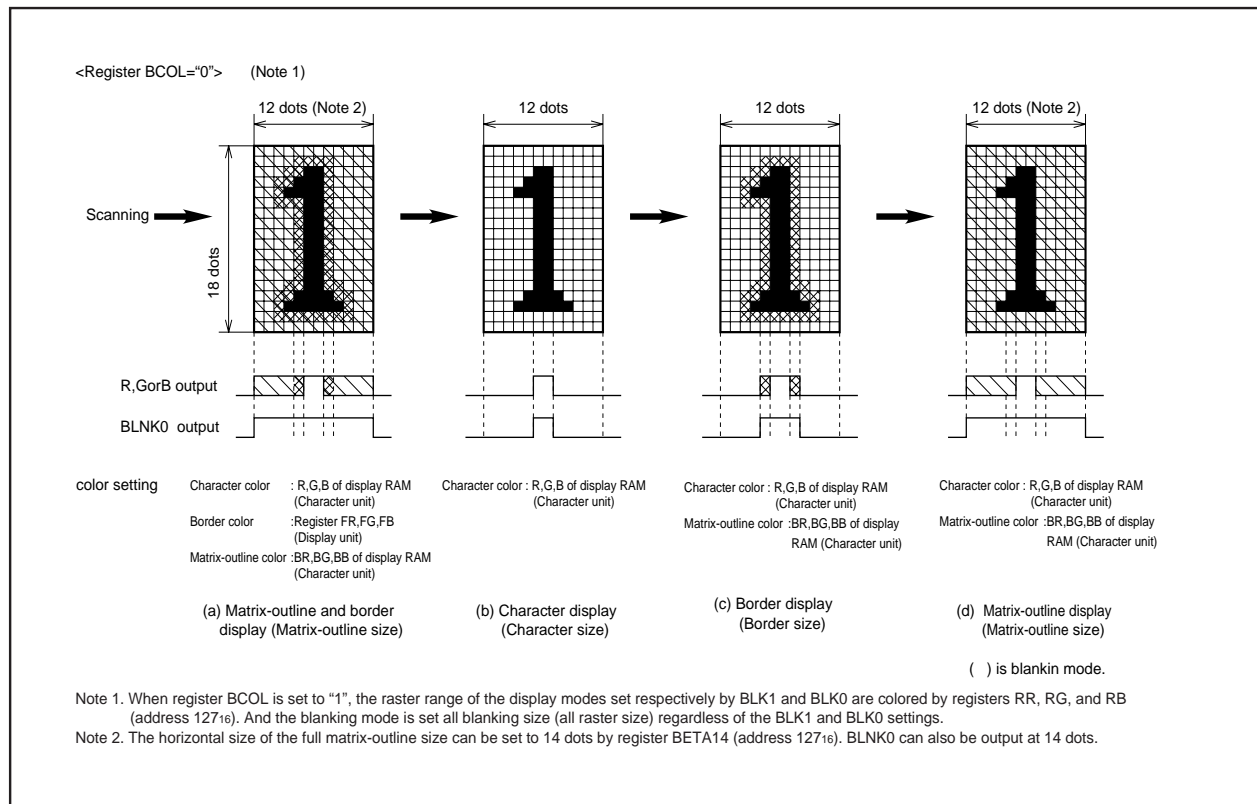 <Register BCOL=“0”> (Note 1)
12 dots (Note 2) 12 dots 12 dots 12 dots (Note 2)
Scanning
18 dots
R,GorB output
BLNK0 output
color setting
Character color : R,G,B of display RAM
(Character unit)
Border color :Register FR,FG,FB
(Display unit)
Matrix-outline color :BR,BG,BB of display RAM
(Character unit)
(a) Matrix-outline and border
display (Matrix-outline size)
Character color : R,G,B of display RAM
(Character unit)
(b) Character display
(Character size)
Character color : R,G,B of display RAM
(Character unit)
Matrix-outline color :BR,BG,BB of display
RAM (Character unit)
(c) Border display
(Border size)
Character color : R,G,B of display RAM
(Character unit)
Matrix-outline color :BR,BG,BB of display
RAM (Character unit)
(d) Matrix-outline display
(Matrix-outline size)
( ) is blankin mode.
Note 1. When register BCOL is set to “1”, the raster range of the display modes set respectively by BLK1 and BLK0 are colored by registers RR, RG, and RB
(address 12716). And the blanking mode is set all blanking size (all raster size) regardless of the BLK1 and BLK0 settings.
Note 2. The horizontal size of the full matrix-outline size can be set to 14 dots by register BETA14 (address 12716). BLNK0 can also be output at 14 dots.